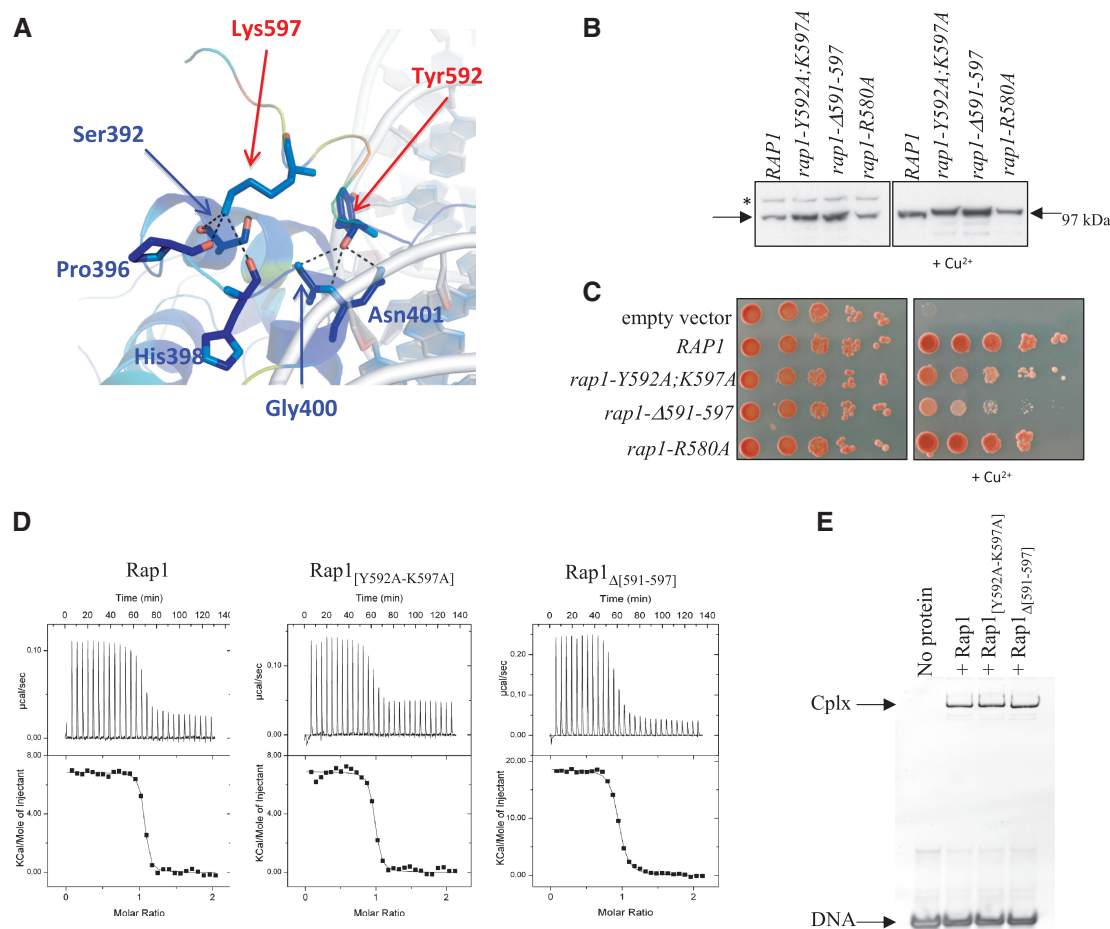 A
Lys597
Tyr592
Ser392
Pro396
Asn401
His398
Gly400
B
RAP1
rap1-Y592A;K597A
rap1-Δ591-597
rap1-R580A
RAP1
rap1-Y592A;K597A
rap1-Δ591-597
rap1-R580A
*
97 kDa
+ Cu²⁺
C
empty vector
RAP1
rap1-Y592A;K597A
rap1-Δ591-597
rap1-R580A
+ Cu²⁺
D
Rap1
Time (min)
0 20 40 60 80 100 120 140
0,10
0,00
µcal/sec
8,00
4,00
0,00
KCal/Mole of Injectant
0 1 2
Molar Ratio
Rap1[Y592A-K597A]
Time (min)
0 20 40 60 80 100 120 140
0,10
0,00
µcal/sec
8,00
4,00
0,00
KCal/Mole of Injectant
0 1 2
Molar Ratio
Rap1Δ[591-597]
Time (min)
0 20 40 60 80 100 120 140
0,20
0,10
0,00
µcal/sec
20,00
10,00
0,00
KCal/Mole of Injectant
0 1 2
Molar Ratio
E
No protein
+ Rap1
+ Rap1[Y592A-K597A]
+ Rap1Δ[591-597]
Cplx
DNA